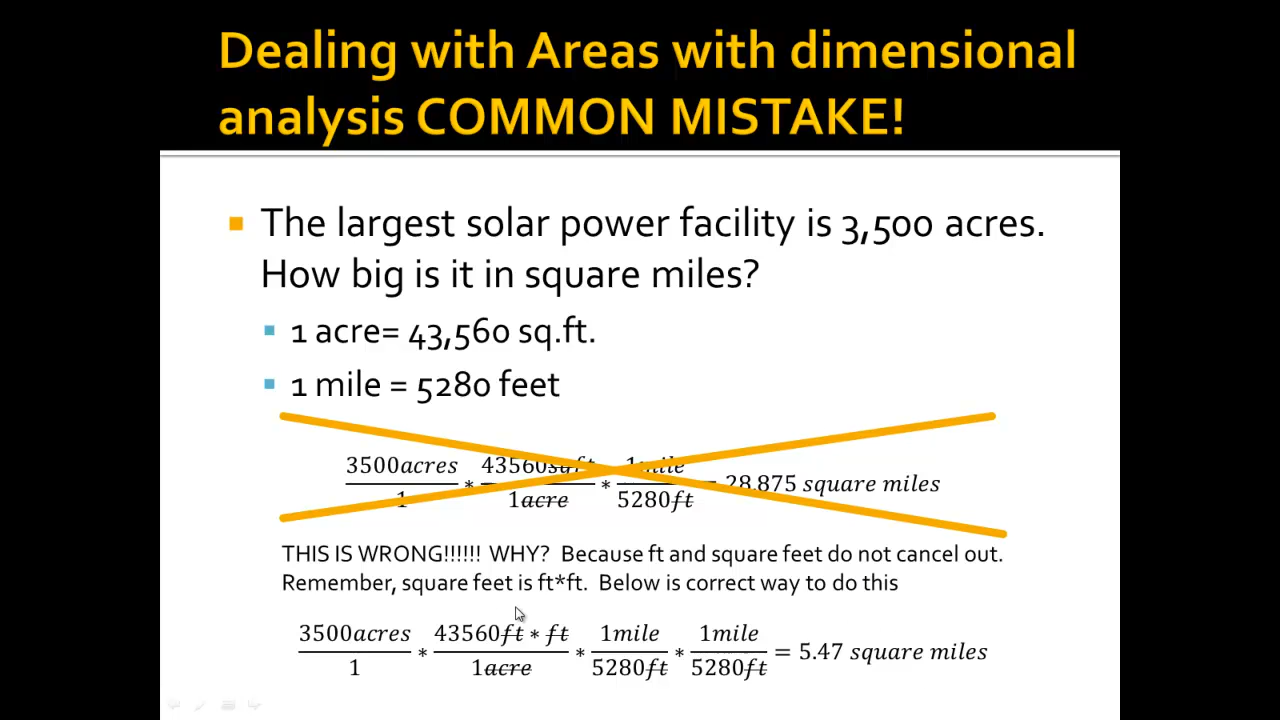 Dealing with Areas with dimensional
analysis COMMON MISTAKE!
The largest solar power facility is 3,500 acres.
How big is it in square miles?
1 acre= 43,560 sq.ft.
1 mile = 5280 feet
3500acres/1 * 43560sqft/1acre * 1mile/5280ft = 28.875 square miles
THIS IS WRONG!!!!!! WHY? Because ft and square feet do not cancel out.
Remember, square feet is ft*ft. Below is correct way to do this
3500acres/1 * 43560ft * ft/1acre * 1mile/5280ft * 1mile/5280ft = 5.47 square miles